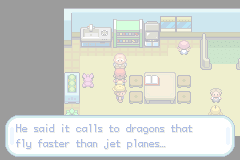 He said it calls to dragons that
fly faster than jet planes…